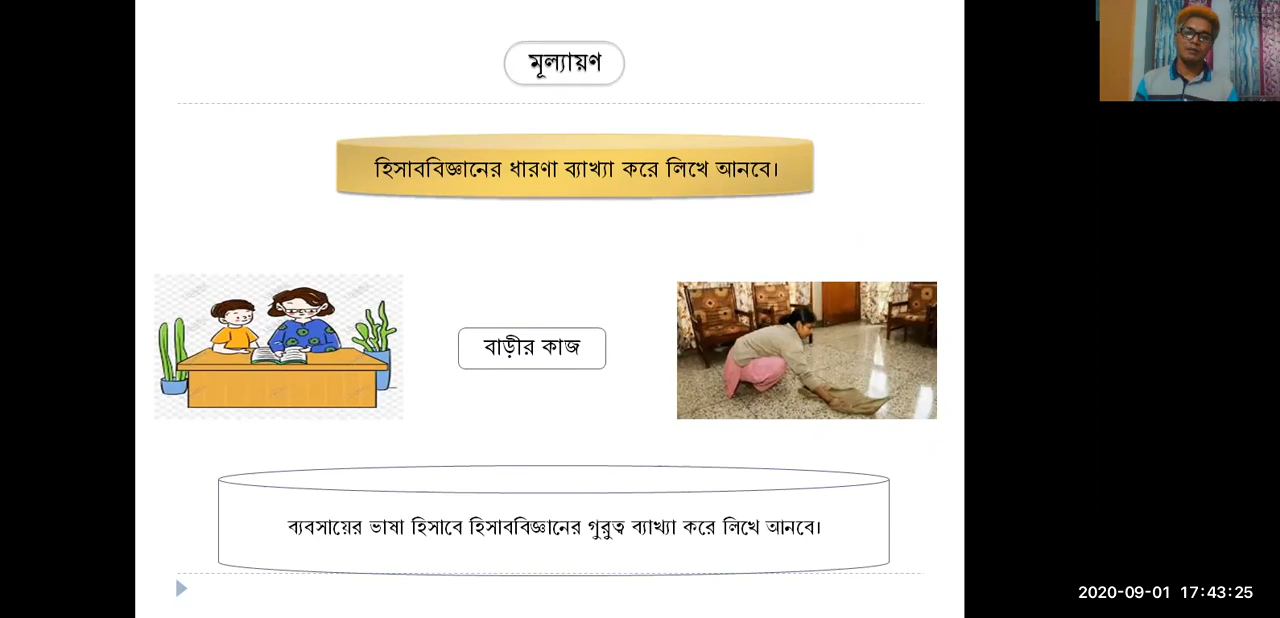 মূল্যায়ণ
হিসাববিজ্ঞানের ধারণা ব্যাখ্যা করে লিখে আনবে।
বাড়ীর কাজ
ব্যবসায়ের ভাষা হিসাবে হিসাববিজ্ঞানের গুরুত্ব ব্যাখ্যা করে লিখে আনবে।
2020-09-01 17:43:25